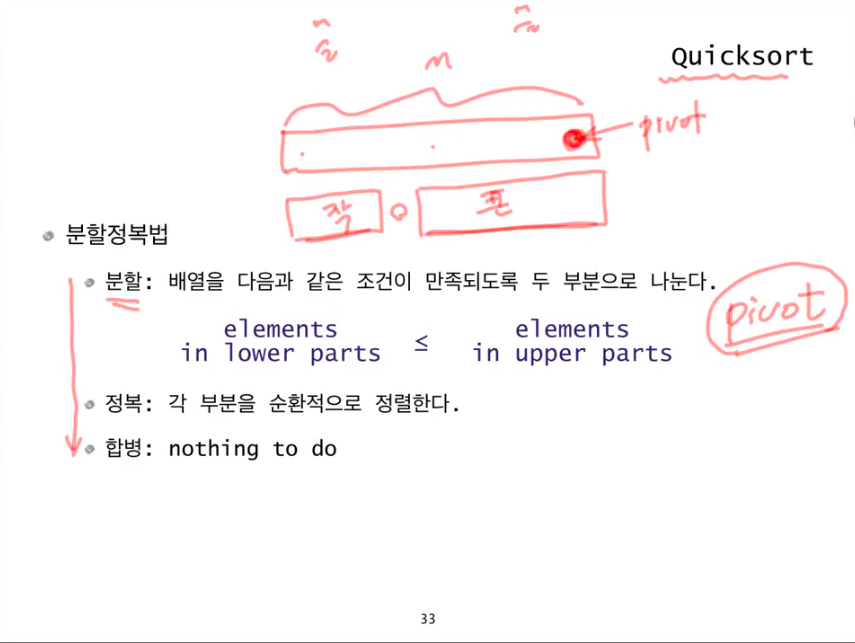 n/2
n/2
n
Quicksort
pivot
작 큰
분할정복법
분할: 배열을 다음과 같은 조건이 만족되도록 두 부분으로 나눈다.
pivot
elements in lower parts ≤ elements in upper parts
정복: 각 부분을 순환적으로 정렬한다.
합병: nothing to do
33